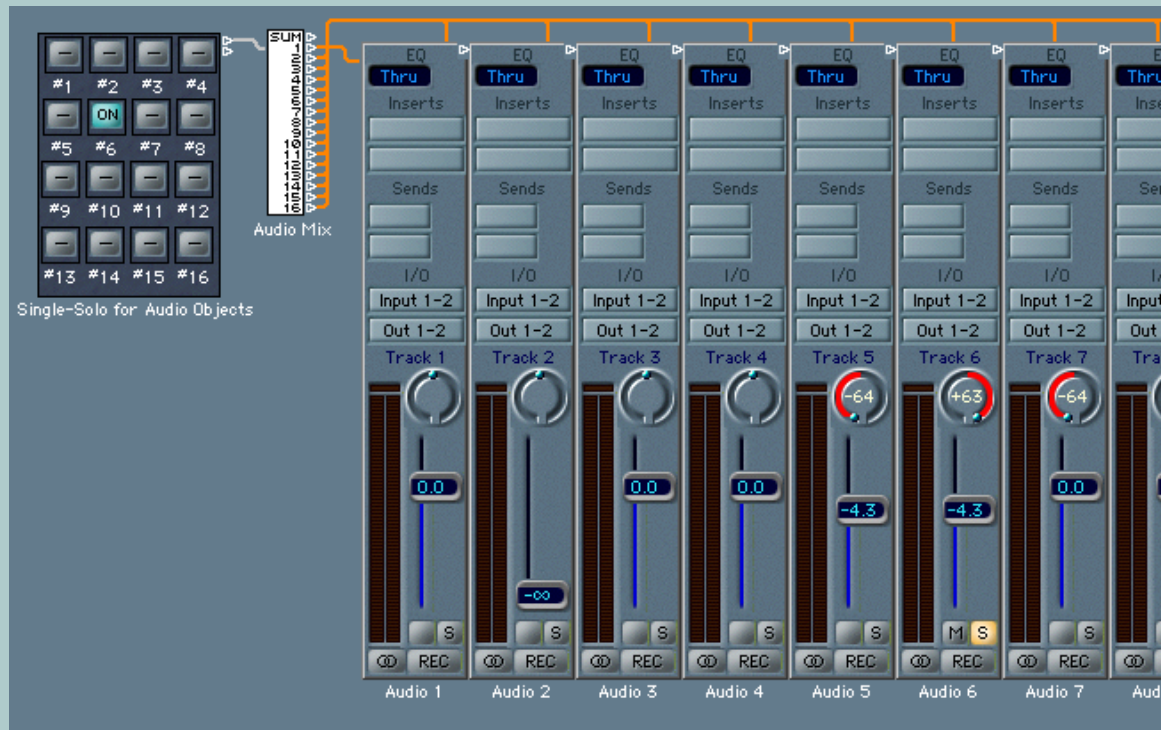 #1 #2 #3 #4
ON
#5 #6 #7 #8
#9 #10 #11 #12
#13 #14 #15 #16
Single-Solo for Audio Objects
SUM
1
2
3
4
5
6
7
8
9
10
11
12
13
14
15
16
Audio Mix
EQ EQ EQ EQ EQ EQ EQ
Thru Thru Thru Thru Thru Thru Thru Thru
Inserts Inserts Inserts Inserts Inserts Inserts Inserts Inse
Sends Sends Sends Sends Sends Sends Sends Se
I/O I/O I/O I/O I/O I/O I/O
Input 1-2 Input 1-2 Input 1-2 Input 1-2 Input 1-2 Input 1-2 Input 1-2 Input
Out 1-2 Out 1-2 Out 1-2 Out 1-2 Out 1-2 Out 1-2 Out 1-2 Out
Track 1 Track 2 Track 3 Track 4 Track 5 Track 6 Track 7 Tra
-64 +63 -64
0.0 0.0 0.0 0.0
-4.3 -4.3
-∞
S S S S S M S S
REC REC REC REC REC REC REC
Audio 1 Audio 2 Audio 3 Audio 4 Audio 5 Audio 6 Audio 7 Aud